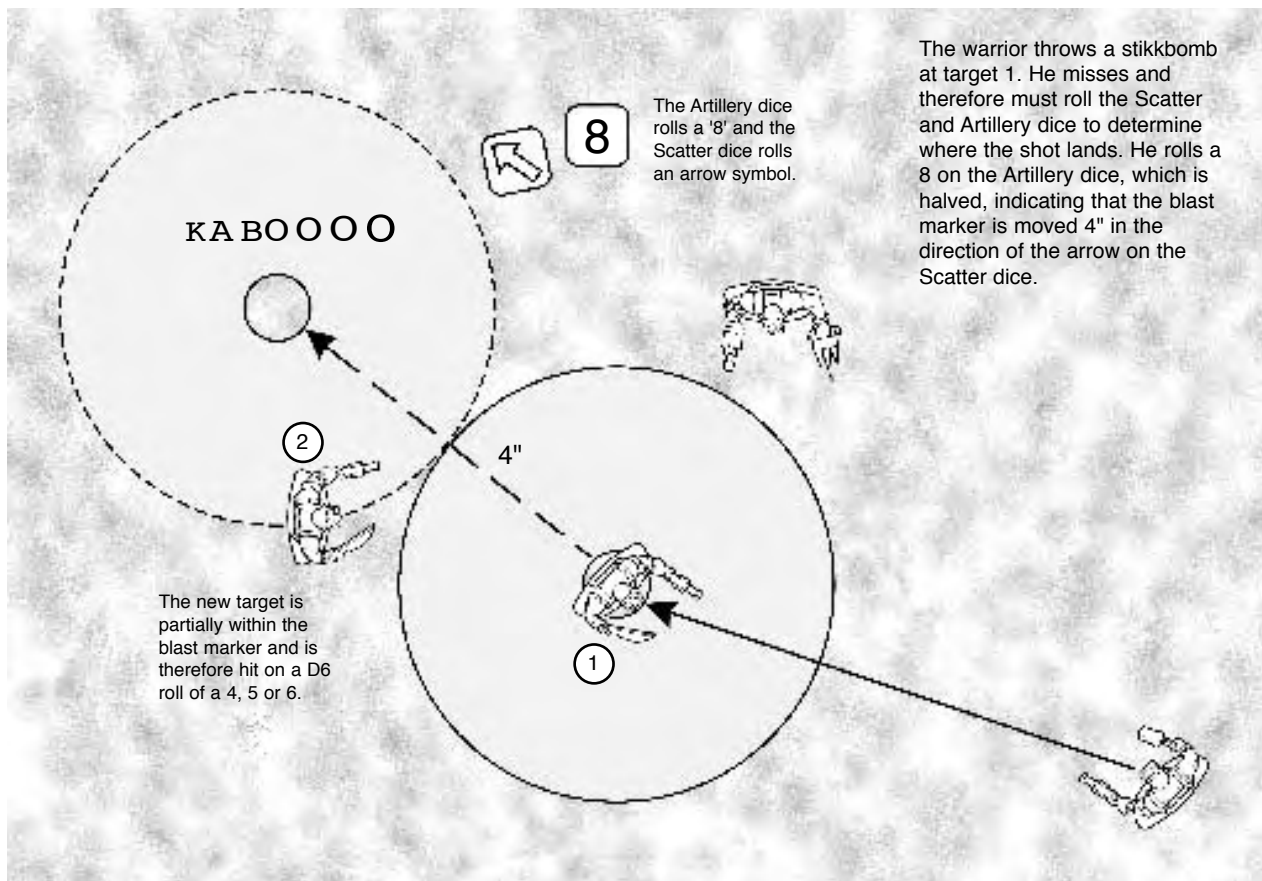 The warrior throws a stikkbomb
at target 1. He misses and
therefore must roll the Scatter
and Artillery dice to determine
where the shot lands. He rolls a
8 on the Artillery dice, which is
halved, indicating that the blast
marker is moved 4" in the
direction of the arrow on the
Scatter dice.
8
The Artillery dice
rolls a '8' and the
Scatter dice rolls
an arrow symbol.
KABOOOO
2
4"
The new target is
partially within the
blast marker and is
therefore hit on a D6
roll of a 4, 5 or 6.
1